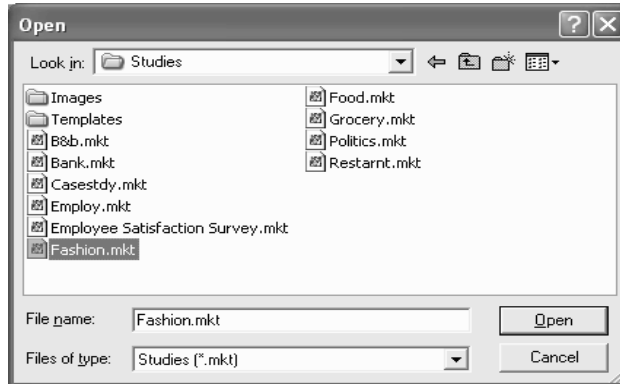 Open
Look in: Studies
Images
Templates
B&b.mkt
Bank.mkt
Casestdy.mkt
Employ.mkt
Employee Satisfaction Survey.mkt
Fashion.mkt
Food.mkt
Grocery.mkt
Politics.mkt
Restarnt.mkt
File name: Fashion.mkt Open
Files of type: Studies (*.mkt) Cancel